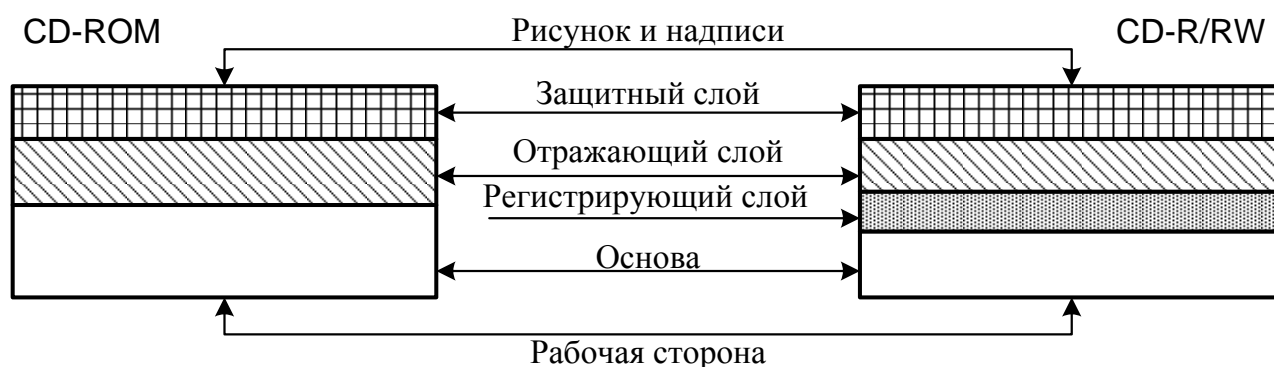 CD-ROM
Рисунок и надписи
CD-R/RW
Защитный слой
Отражающий слой
Регистрирующий слой
Основа
Рабочая сторона